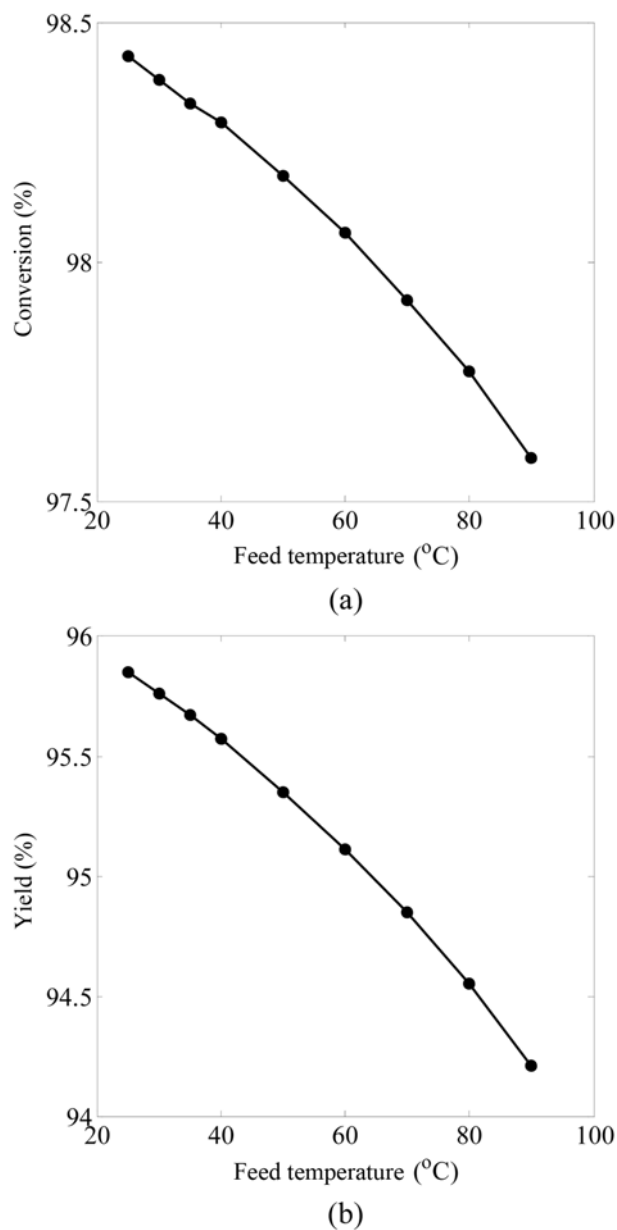 98.5
98
97.5
Conversion (%)
20 40 60 80 100
Feed temperature (°C)
(a)
96
95.5
95
94.5
94
Yield (%)
20 40 60 80 100
Feed temperature (°C)
(b)